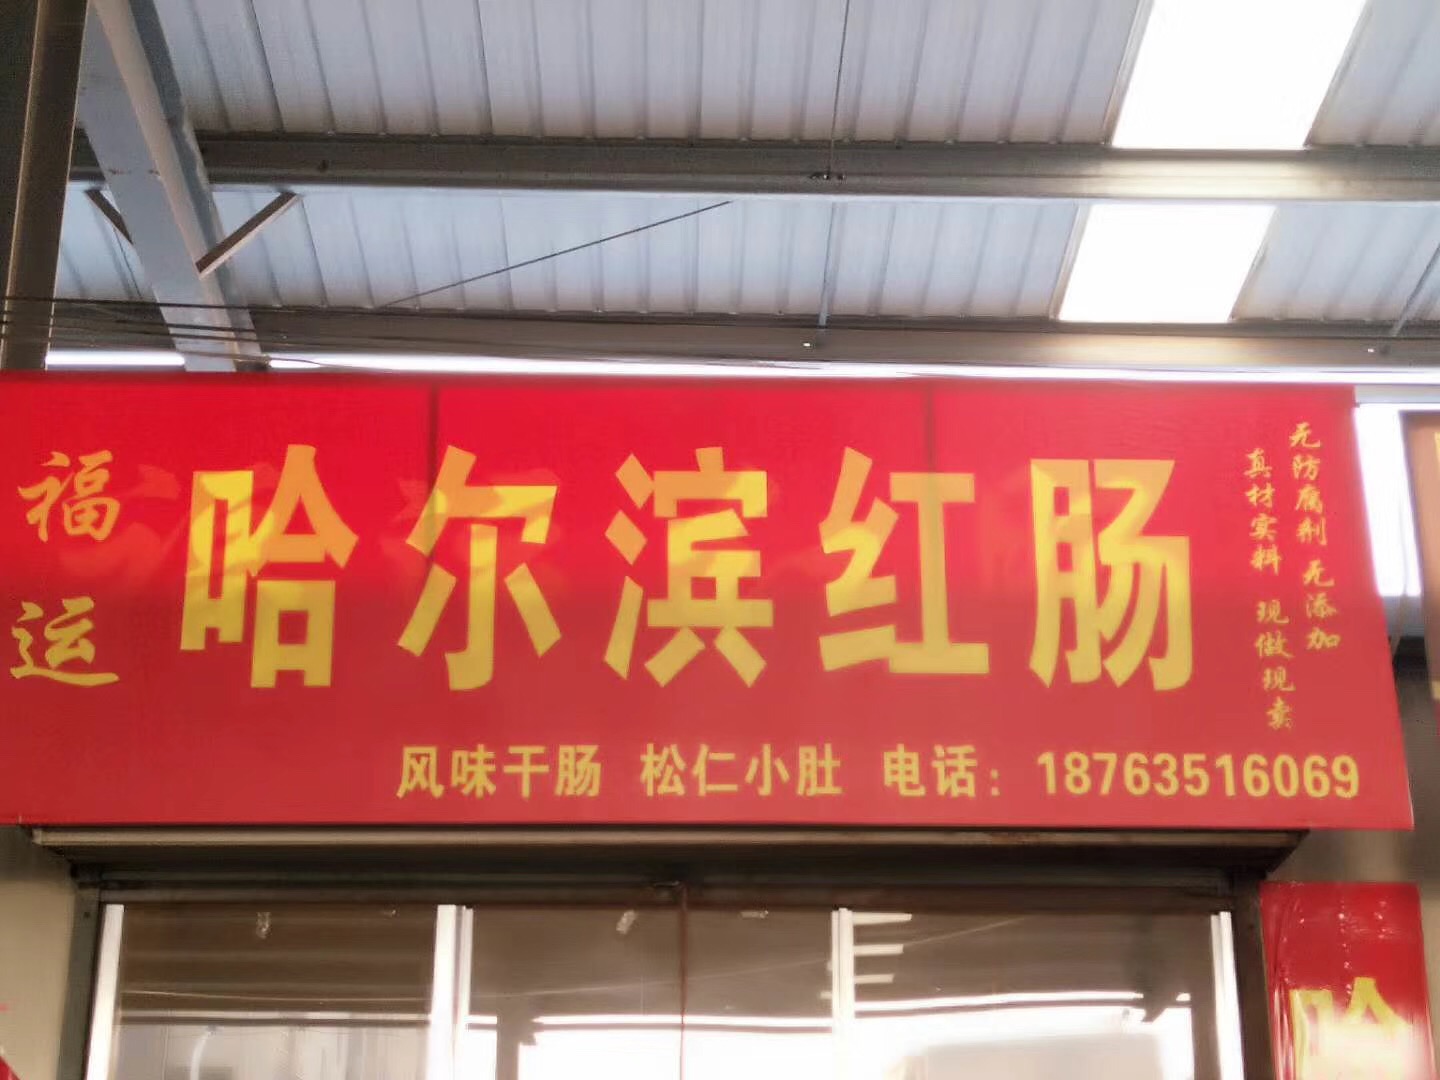 福运
哈尔滨红肠
无防腐剂 无添加
真材实料 现做现卖
风味干肠 松仁小肚 电话：18763516069
哈